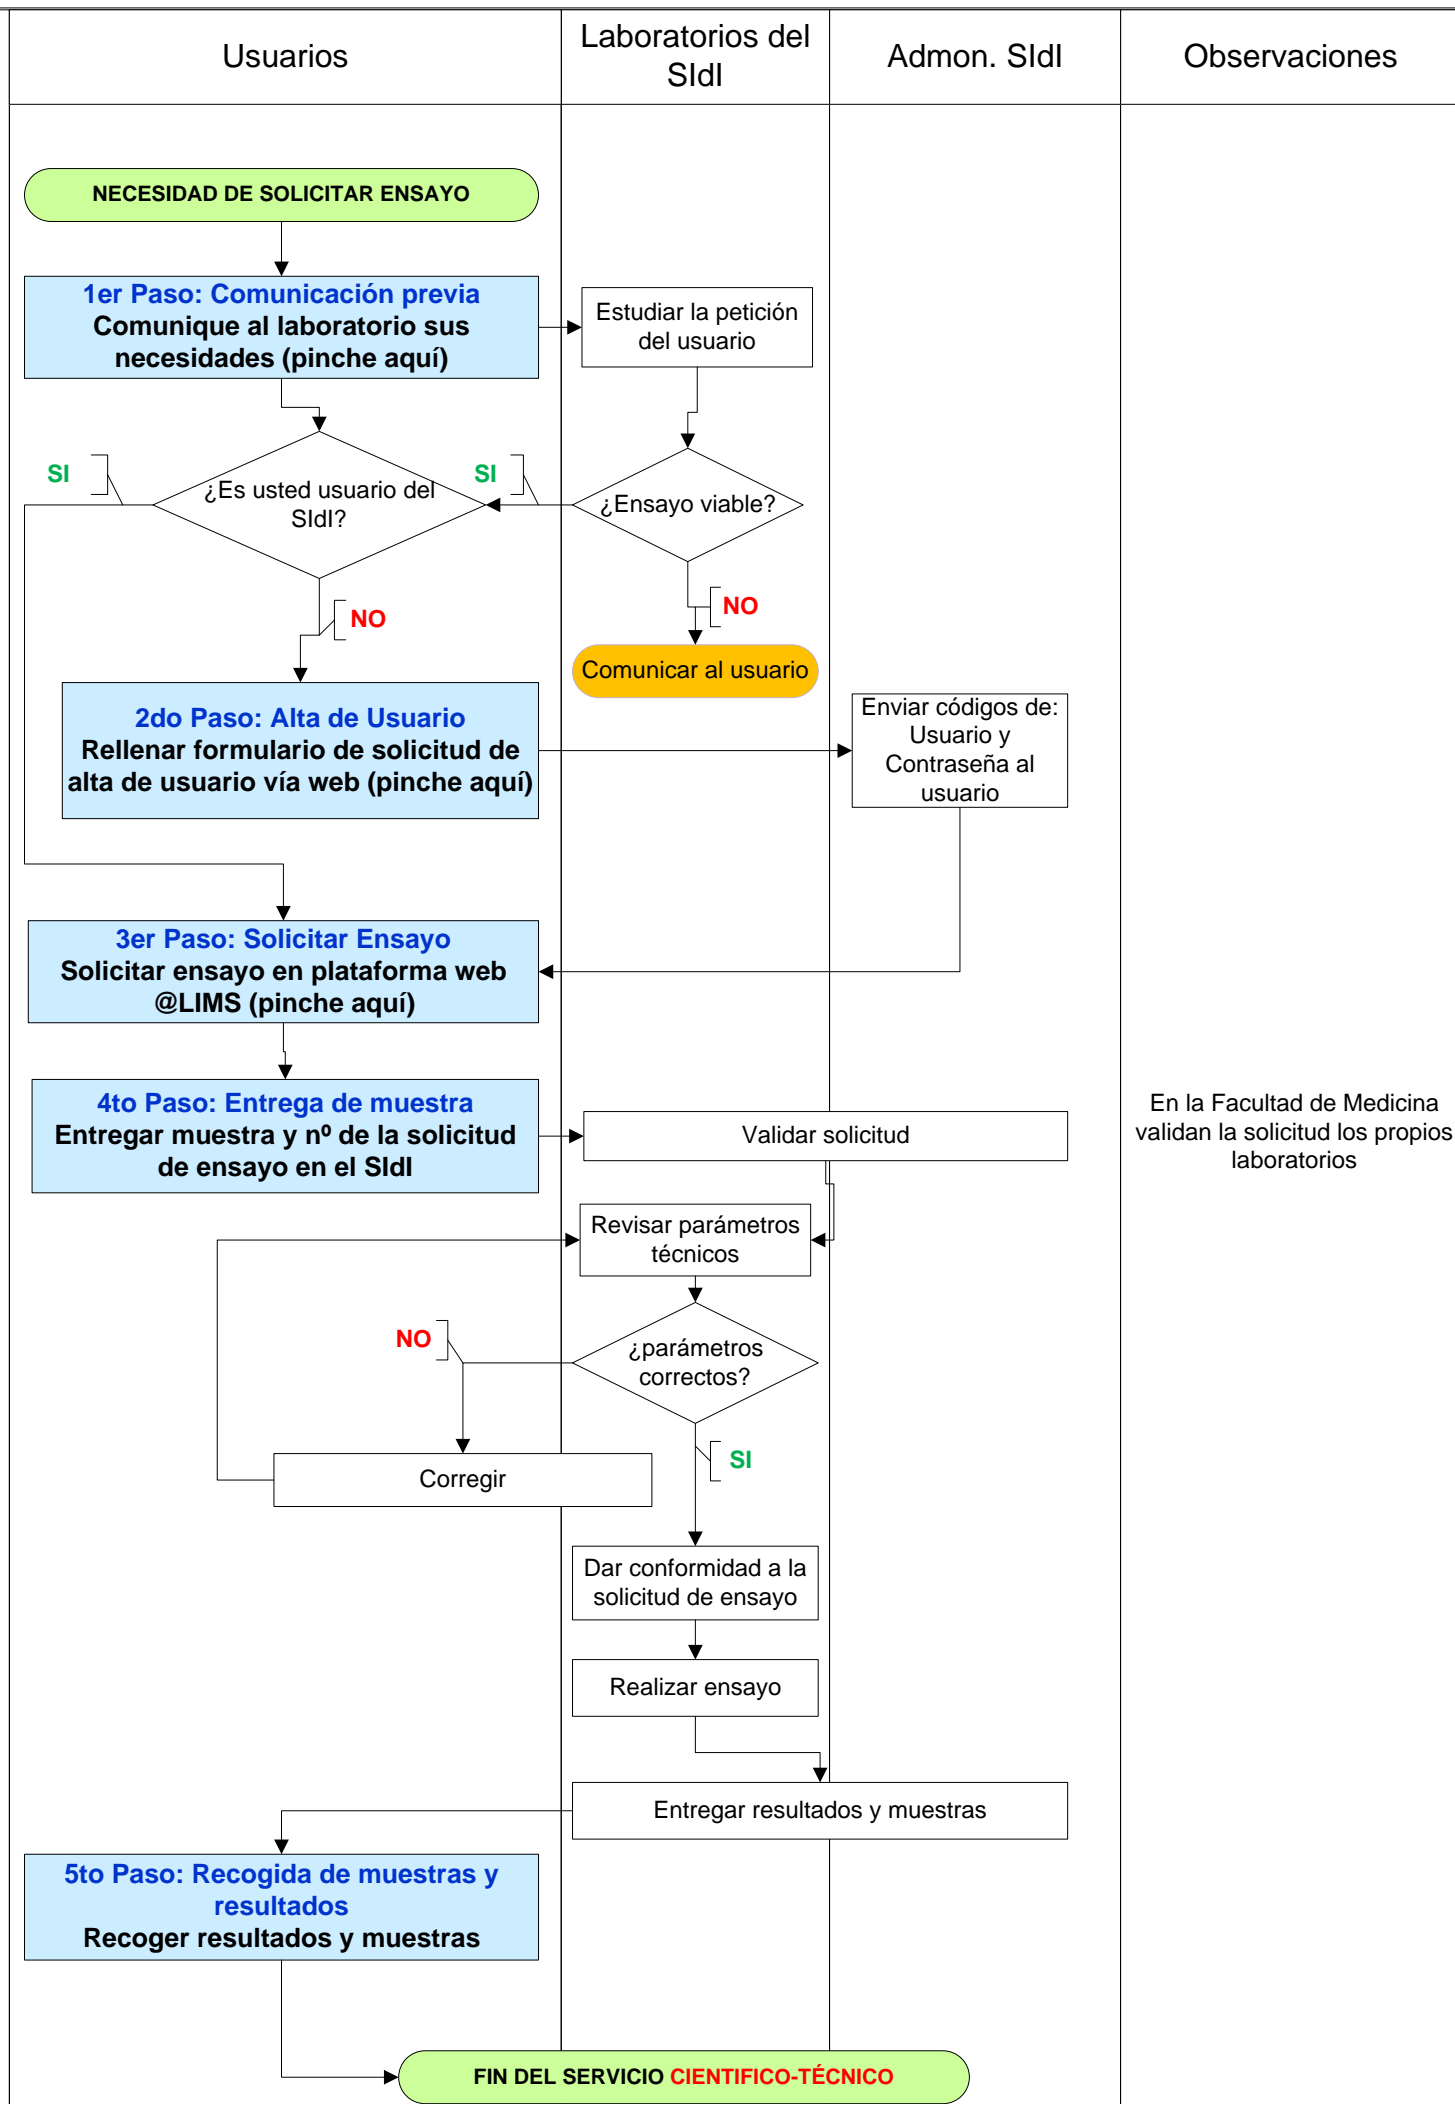 Usuarios
Laboratorios del
SIdI
Admon. SIdI
Observaciones
NECESIDAD DE SOLICITAR ENSAYO
1er Paso: Comunicación previa
Comunique al laboratorio sus
necesidades (pinche aquí)
Estudiar la petición
del usuario
SI
¿Es usted usuario del
SIdI?
SI
¿Ensayo viable?
NO
NO
Comunicar al usuario
2do Paso: Alta de Usuario
Rellenar formulario de solicitud de
alta de usuario vía web (pinche aquí)
Enviar códigos de:
Usuario y
Contraseña al
usuario
3er Paso: Solicitar Ensayo
Solicitar ensayo en plataforma web
@LIMS (pinche aquí)
4to Paso: Entrega de muestra
Entregar muestra y nº de la solicitud
de ensayo en el SIdI
Validar solicitud
En la Facultad de Medicina
validan la solicitud los propios
laboratorios
Revisar parámetros
técnicos
NO
¿parámetros
correctos?
SI
Corregir
Dar conformidad a la
solicitud de ensayo
Realizar ensayo
Entregar resultados y muestras
5to Paso: Recogida de muestras y
resultados
Recoger resultados y muestras
FIN DEL SERVICIO CIENTIFICO-TÉCNICO